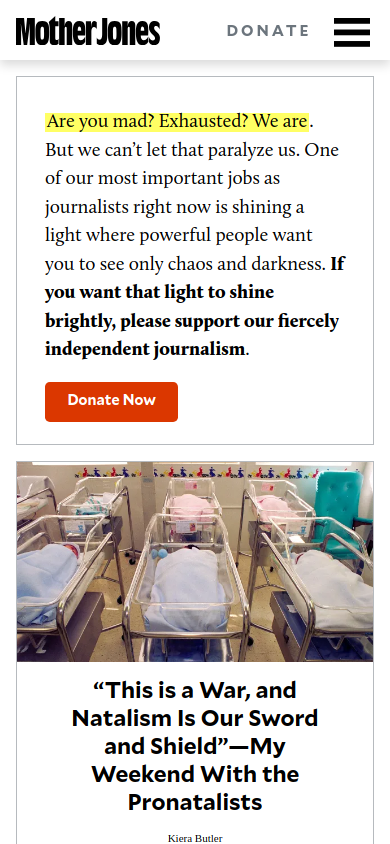 Mother Jones
DONATE
Are you mad? Exhausted? We are.
But we can’t let that paralyze us. One
of our most important jobs as
journalists right now is shining a
light where powerful people want
you to see only chaos and darkness. If
you want that light to shine
brightly, please support our fiercely
independent journalism.
Donate Now
“This is a War, and
Natalism Is Our Sword
and Shield”—My
Weekend With the
Pronatalists
Kiera Butler